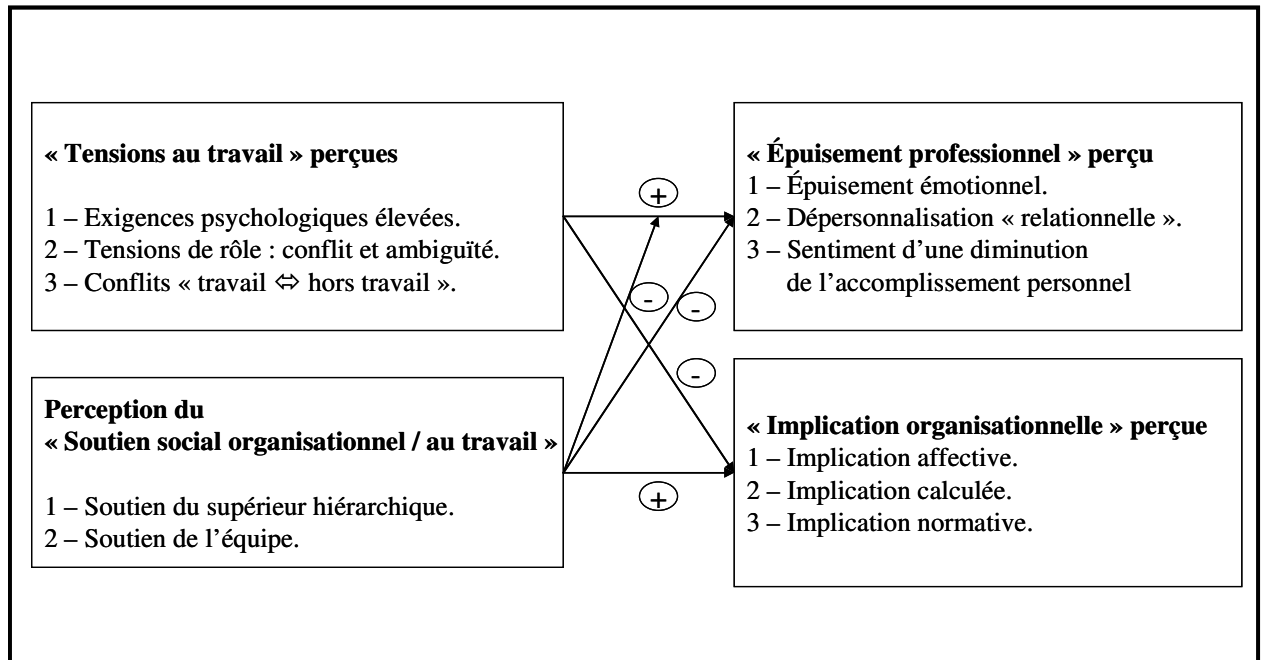 « Tensions au travail » perçues
1 – Exigences psychologiques élevées.
2 – Tensions de rôle : conflit et ambiguïté.
3 – Conflits « travail ⇔ hors travail ».
Perception du
« Soutien social organisationnel / au travail »
1 – Soutien du supérieur hiérarchique.
2 – Soutien de l’équipe.
+
-
-
-
+
« Épuisement professionnel » perçu
1 – Épuisement émotionnel.
2 – Dépersonnalisation « relationnelle ».
3 – Sentiment d’une diminution
de l’accomplissement personnel
« Implication organisationnelle » perçue
1 – Implication affective.
2 – Implication calculée.
3 – Implication normative.